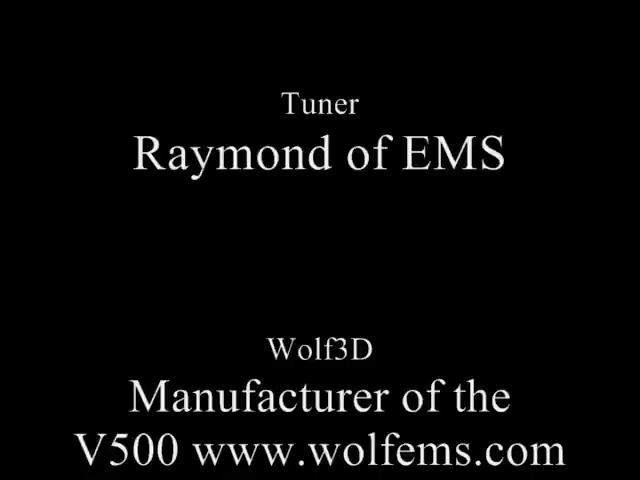 Tuner
Raymond of EMS
Wolf3D
Manufacturer of the
V500 www.wolfems.com